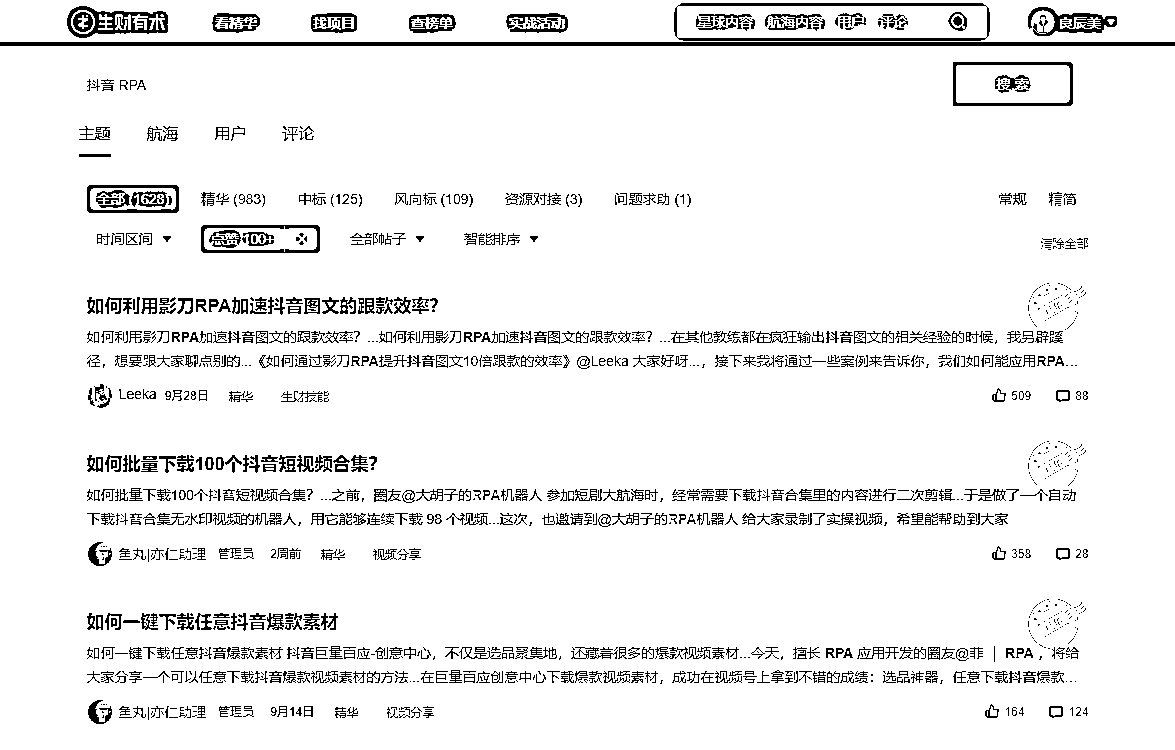 生财有术 看精华 找项目 查榜单 实战活动 星球内容 航海内容 用户 评论 良辰美
抖音 RPA 搜索
主题 航海 用户 评论
全部 (1628) 精华 (983) 中标 (125) 风向标 (109) 资源对接 (3) 问题求助 (1) 常规 精简
时间区间 点赞 100+ 全部帖子 智能排序 清除全部
如何利用影刀RPA加速抖音图文的跟款效率？
如何利用影刀RPA加速抖音图文的跟款效率？...如何利用影刀RPA加速抖音图文的跟款效率？...在其他教练都在疯狂输出抖音图文的相关经验的时候，我另辟蹊
径，想要跟大家聊点别的...《如何通过影刀RPA提升抖音图文10倍跟款的效率》@Leeka 大家好呀...，接下来我将通过一些案例来告诉你，我们如何能应用RPA...
Leeka 9月28日 精华 生财技能 509 88
如何批量下载100个抖音短视频合集？
如何批量下载100个抖音短视频合集？...之前，圈友@大胡子的RPA机器人 参加短剧大航海时，经常需要下载抖音合集里的内容进行二次剪辑...于是做了一个自动
下载抖音合集无水印视频的机器人，用它能够连续下载 98 个视频...这次，也邀请到@大胡子的RPA机器人 给大家录制了实操视频，希望能帮助到大家
鱼丸|亦仁助理 管理员 2周前 精华 视频分享 358 28
如何一键下载任意抖音爆款素材
如何一键下载任意抖音爆款素材 抖音巨量百应-创意中心，不仅是选品聚集地，还藏着很多的爆款视频素材...今天，擅长 RPA 应用开发的圈友@菲 ｜ RPA ，将给
大家分享一个可以任意下载抖音爆款视频素材的方法...在巨量百应创意中心下载爆款视频素材，成功在视频号上拿到不错的成绩：选品神器，任意下载抖音爆款...
鱼丸|亦仁助理 管理员 9月14日 精华 视频分享 164 124